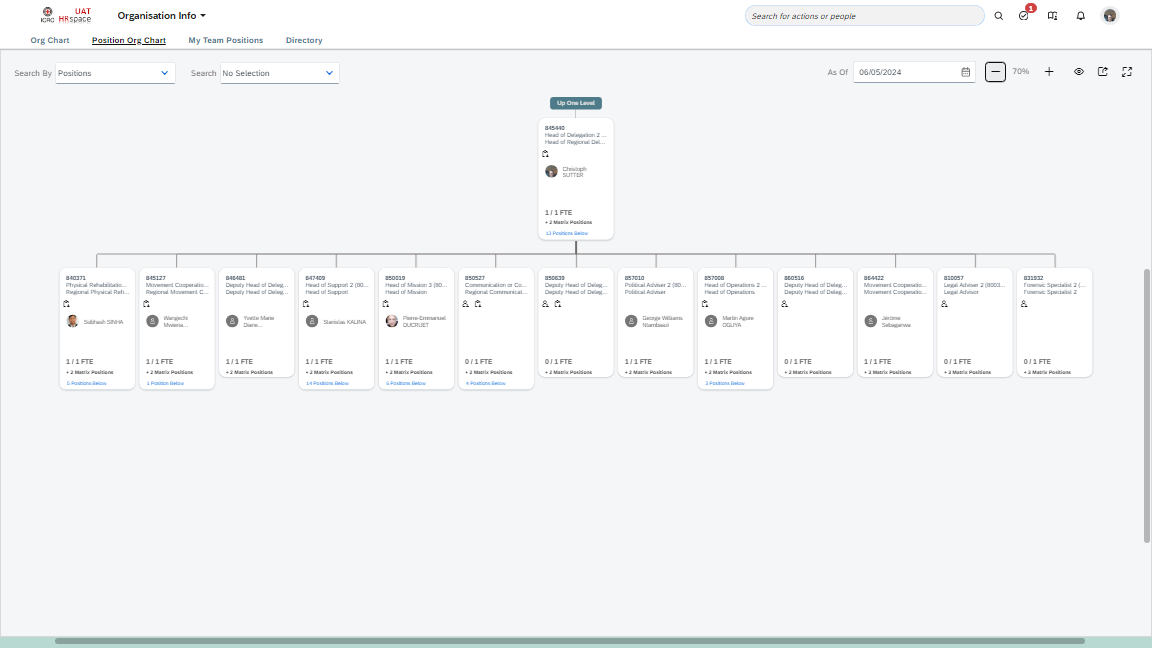 ICRC
UAT
HRspace
Organisation Info
Search for actions or people
1
Org Chart
Position Org Chart
My Team Positions
Directory
Search By
Positions
Search
No Selection
As Of
06/05/2024
70%
Up One Level
845440
Head of Delegation 2 ...
Head of Regional Del...
Christoph
SUTTER
1 / 1 FTE
+ 2 Matrix Positions
13 Positions Below
840371
Physical Rehabilitatio...
Regional Physical Reh...
Subhash SINHA
1 / 1 FTE
+ 2 Matrix Positions
5 Positions Below
845127
Movement Cooperatio...
Regional Movement C...
Wangechi
Mweria...
1 / 1 FTE
+ 2 Matrix Positions
1 Position Below
846481
Deputy Head of Deleg...
Deputy Head of Deleg...
Yvette Marie
Diane...
1 / 1 FTE
+ 2 Matrix Positions
847409
Head of Support 2 (80...
Head of Support
Stanislas KALINA
1 / 1 FTE
+ 2 Matrix Positions
14 Positions Below
850019
Head of Mission 3 (80...
Head of Mission
Pierre-Emmanuel
DUCRUET
1 / 1 FTE
+ 2 Matrix Positions
5 Positions Below
850527
Communication or Co...
Regional Communicat...
0 / 1 FTE
+ 2 Matrix Positions
4 Positions Below
850639
Deputy Head of Deleg...
Deputy Head of Deleg...
0 / 1 FTE
+ 2 Matrix Positions
857010
Political Adviser 2 (80...
Political Adviser
George Williams
Ntambaazi
1 / 1 FTE
+ 2 Matrix Positions
857008
Head of Operations 2 ...
Head of Operations
Martin Agure
OGUYA
1 / 1 FTE
+ 2 Matrix Positions
3 Positions Below
860516
Deputy Head of Deleg...
Deputy Head of Deleg...
0 / 1 FTE
+ 2 Matrix Positions
864422
Movement Cooperatio...
Movement Cooperatio...
Jérôme
Sebaganwa
1 / 1 FTE
+ 3 Matrix Positions
810057
Legal Adviser 2 (8003...
Legal Advisor
0 / 1 FTE
+ 3 Matrix Positions
831932
Forensic Specialist 2 (...
Forensic Specialist 2
0 / 1 FTE
+ 3 Matrix Positions